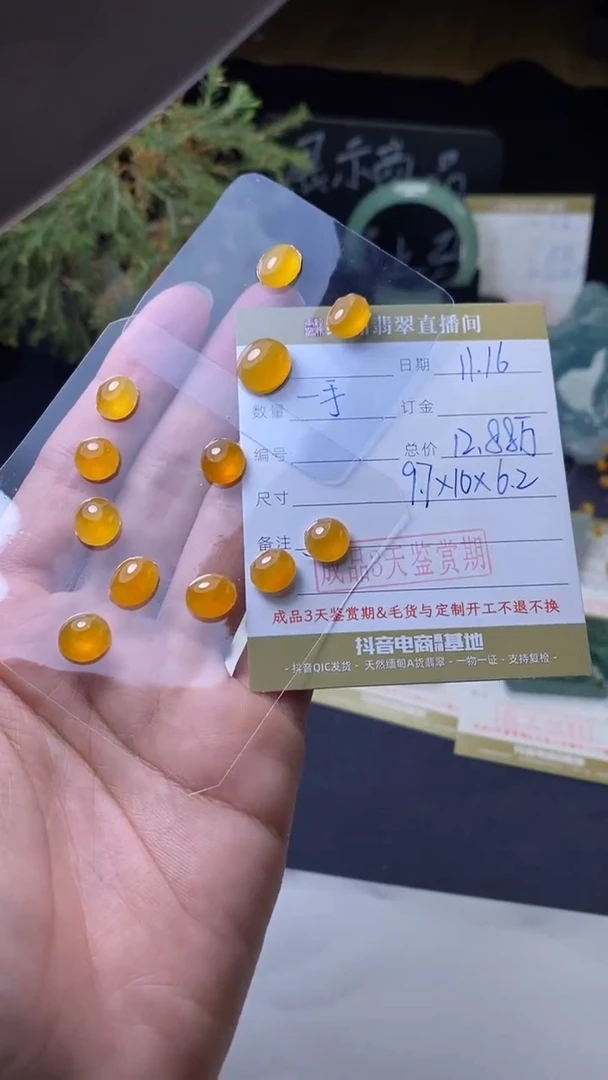 展示商品
翡翠直播间
日期 11.16
数量 一手 订金
编号 总价 12.88万
尺寸 9.7×10×6.2
备注
成品3天鉴赏期
成品3天鉴赏期&毛货与定制开工不退不换
抖音电商 基地
- 抖音QIC发货 - 天然缅甸A货翡翠 - 一物一证 - 支持复检 -